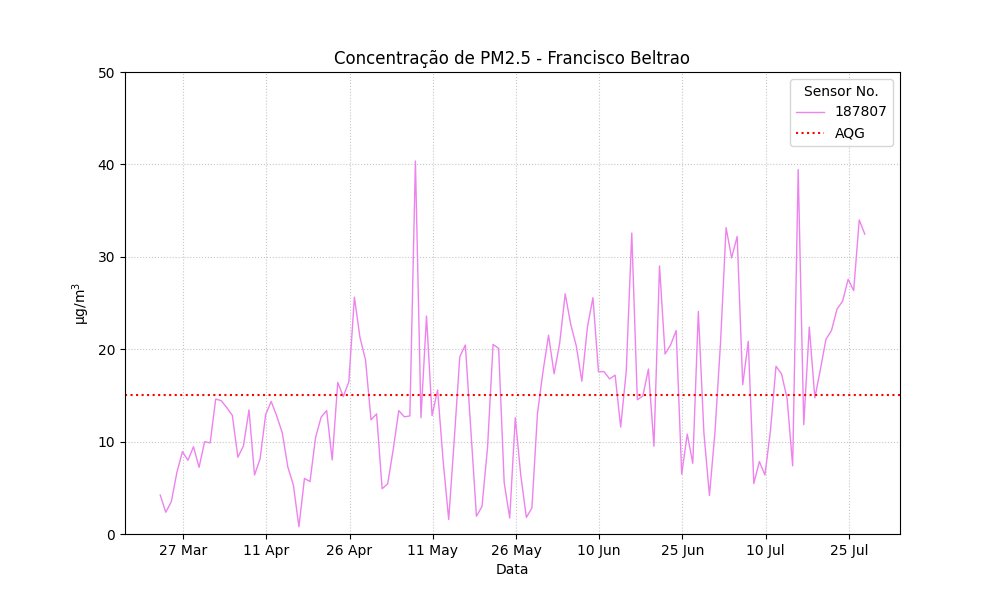 Concentração de PM2.5 - Francisco Beltrao
50
40
30
20
10
0
µg/m³
Sensor No.
187807
AQG
27 Mar 11 Apr 26 Apr 11 May 26 May 10 Jun 25 Jun 10 Jul 25 Jul
Data